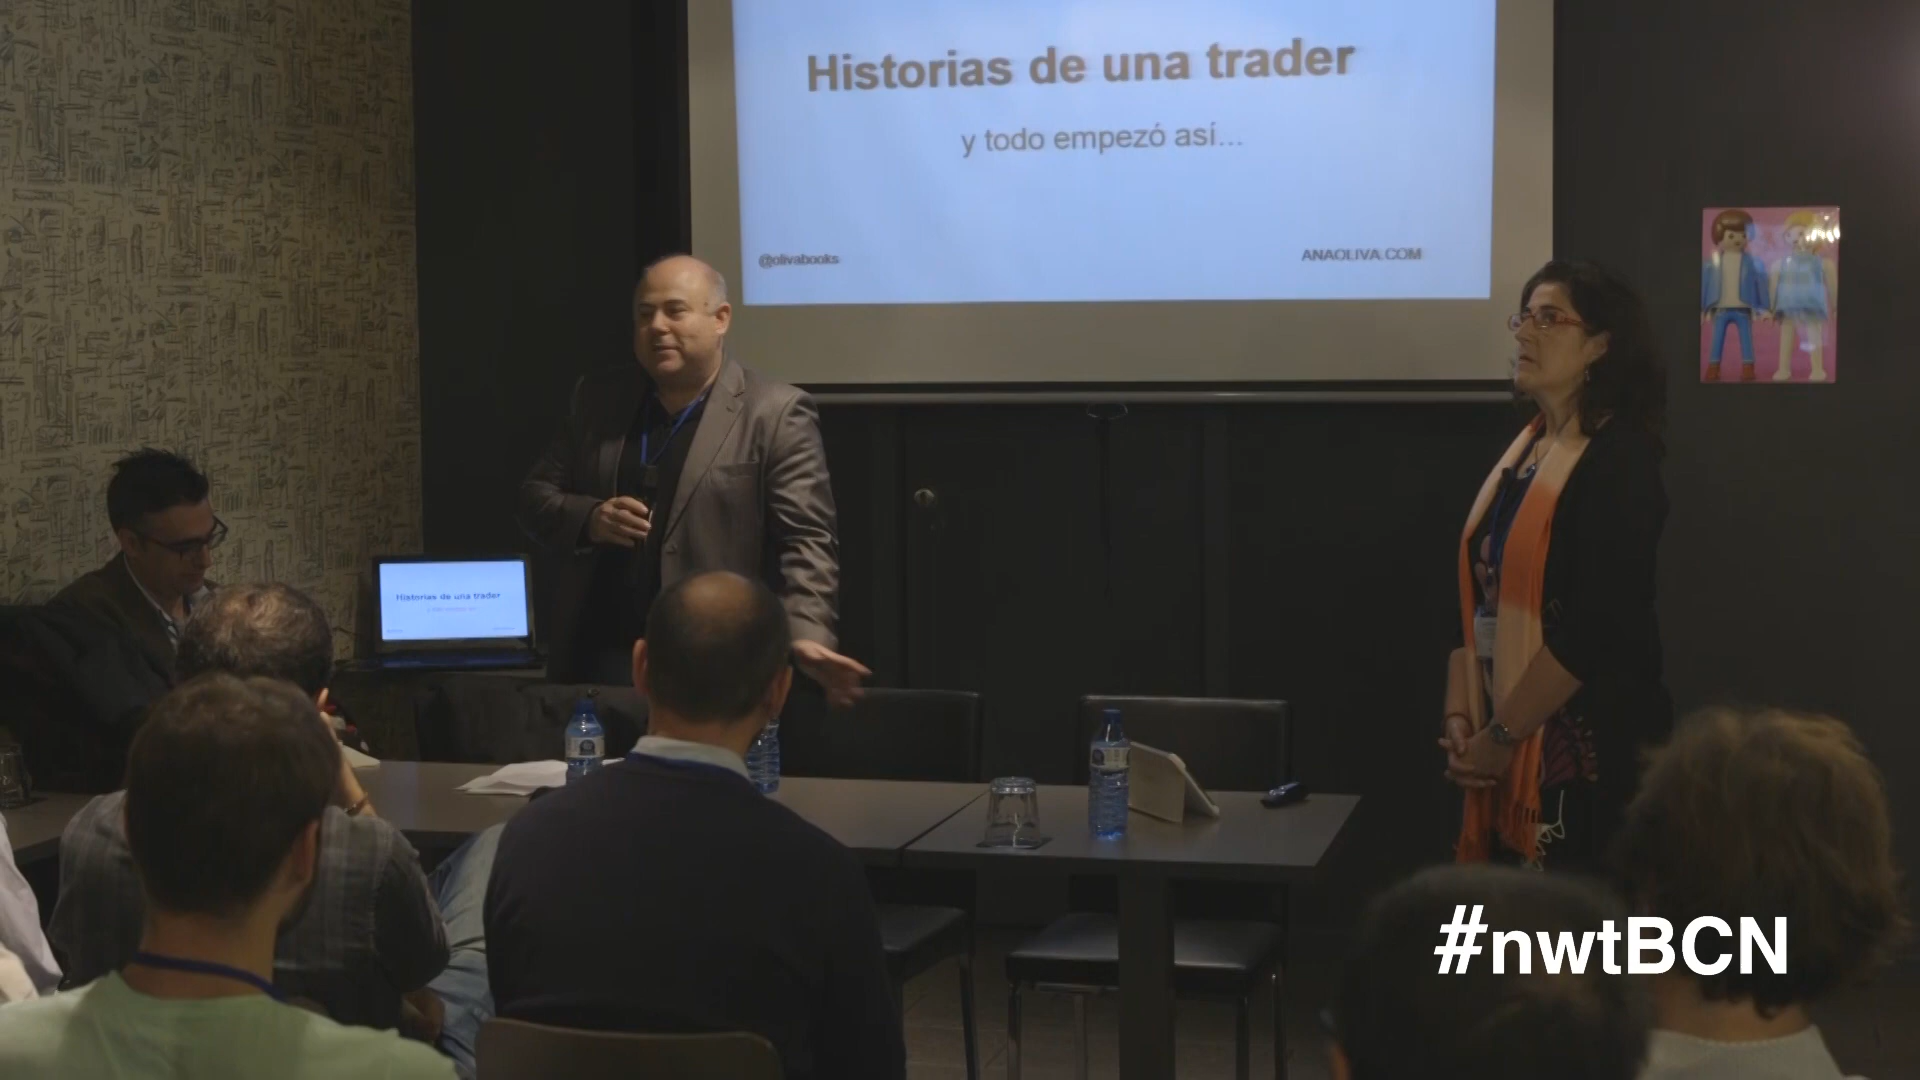 Historias de una trader
y todo empezó así...
@olivabooks
ANAOLIVA.COM
Historias de una trader
#nwtBCN